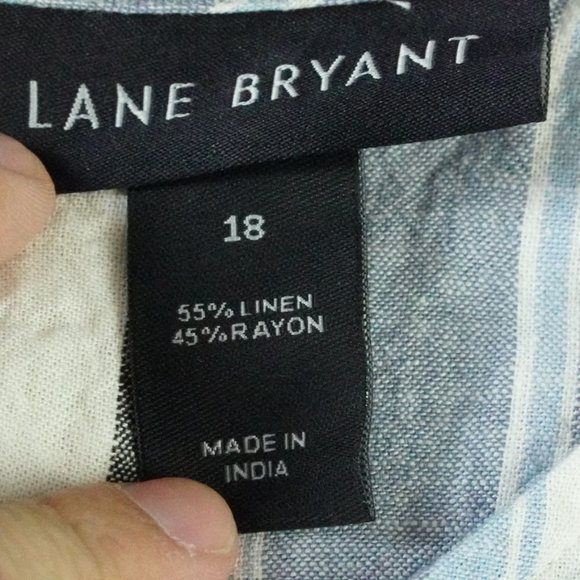 LANE BRYANT
18
55% LINEN
45% RAYON
MADE IN
INDIA